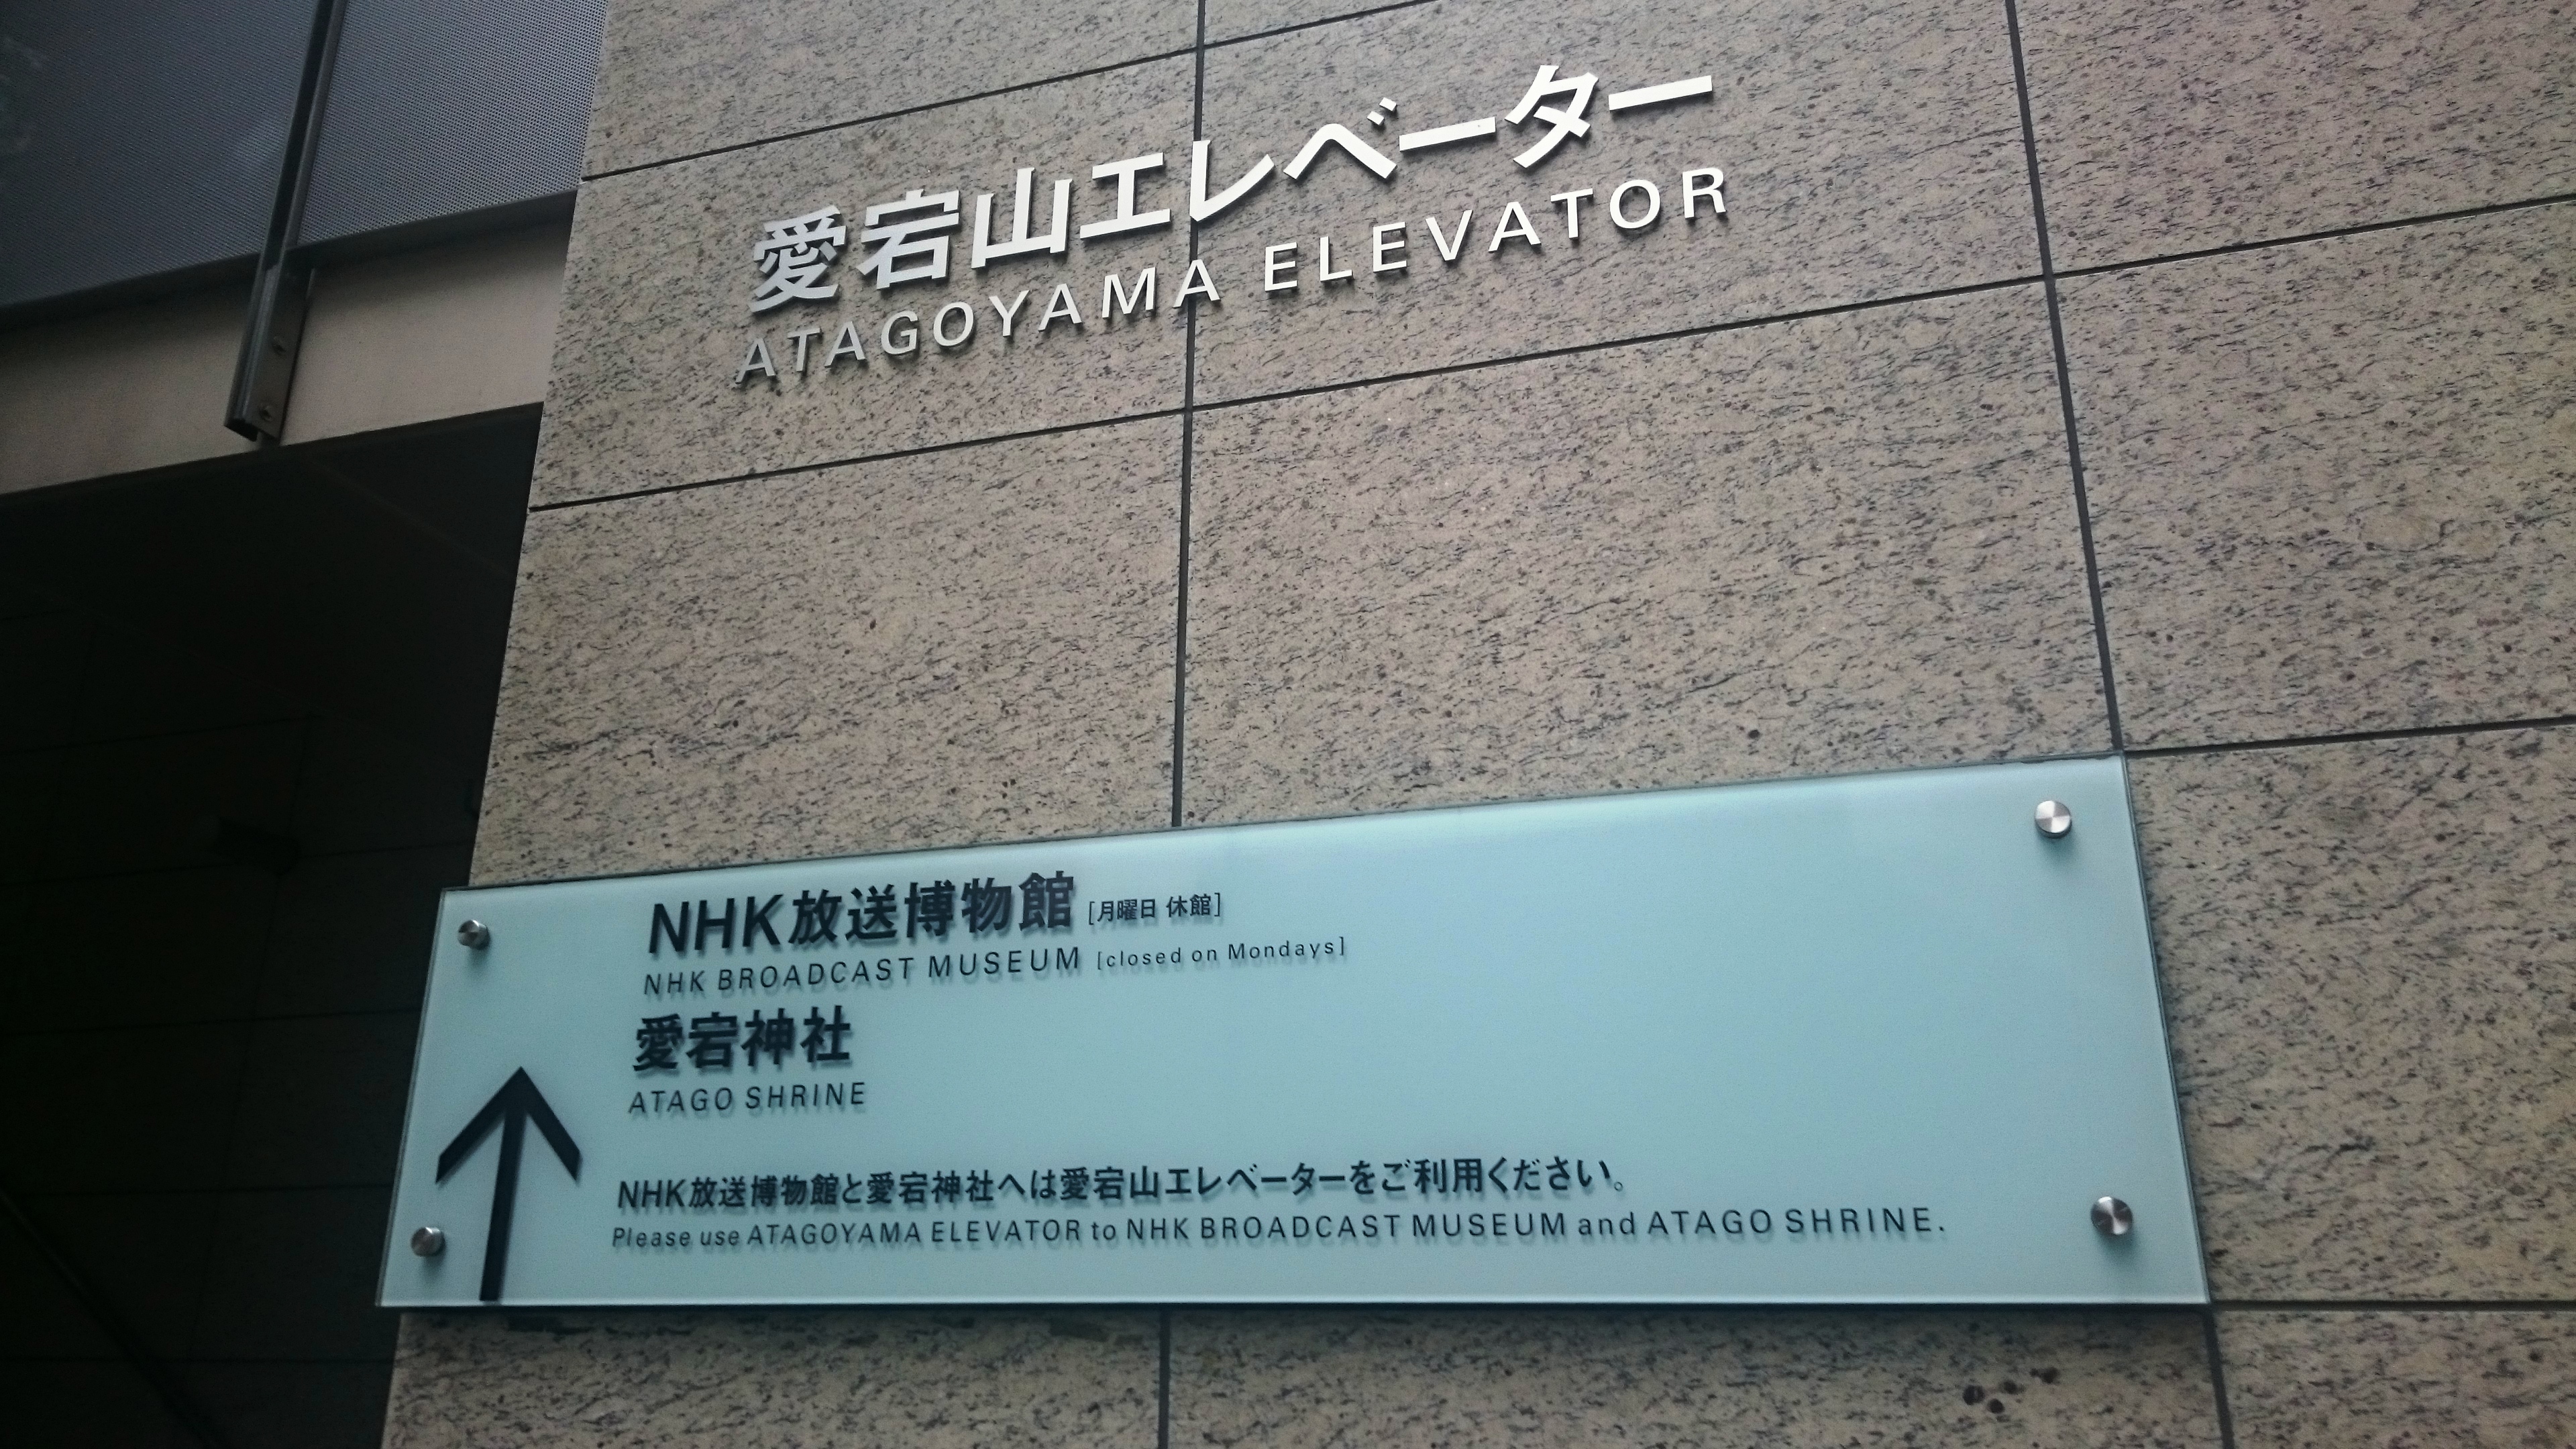 愛宕山エレベーター
ATAGOYAMA ELEVATOR
NHK放送博物館 [月曜日 休館]
NHK BROADCAST MUSEUM [closed on Mondays]
愛宕神社
ATAGO SHRINE
NHK放送博物館と愛宕神社へは愛宕山エレベーターをご利用ください。
Please use ATAGOYAMA ELEVATOR to NHK BROADCAST MUSEUM and ATAGO SHRINE.